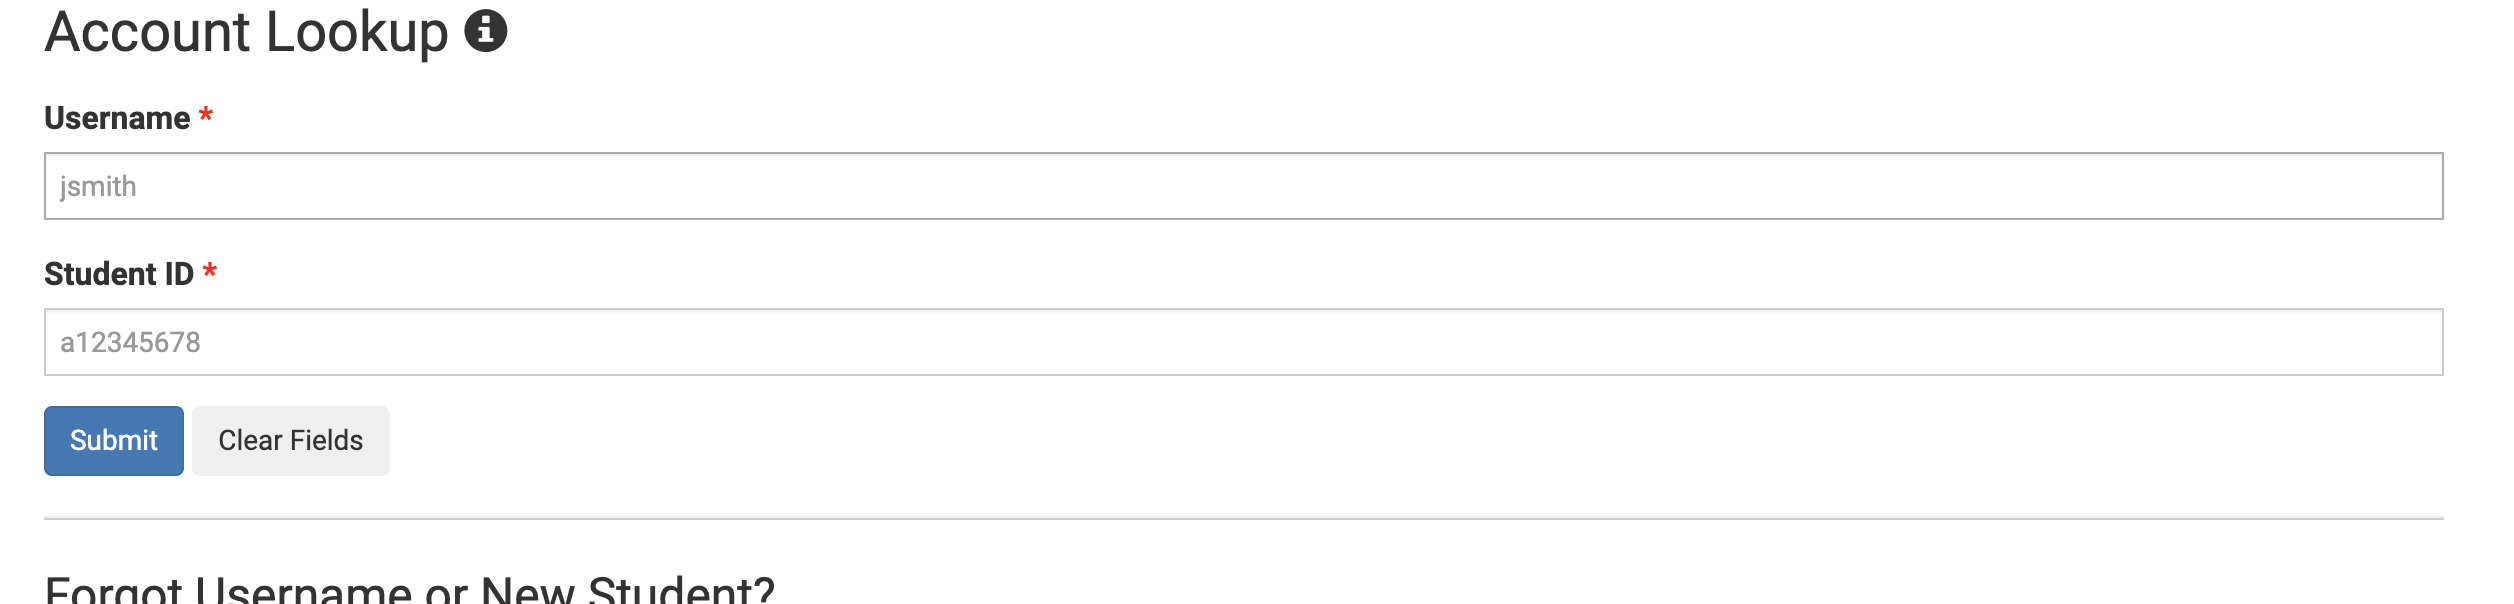 Account Lookup
Username *
jsmith
Student ID *
a12345678
Submit Clear Fields
Forgot Username or New Student?